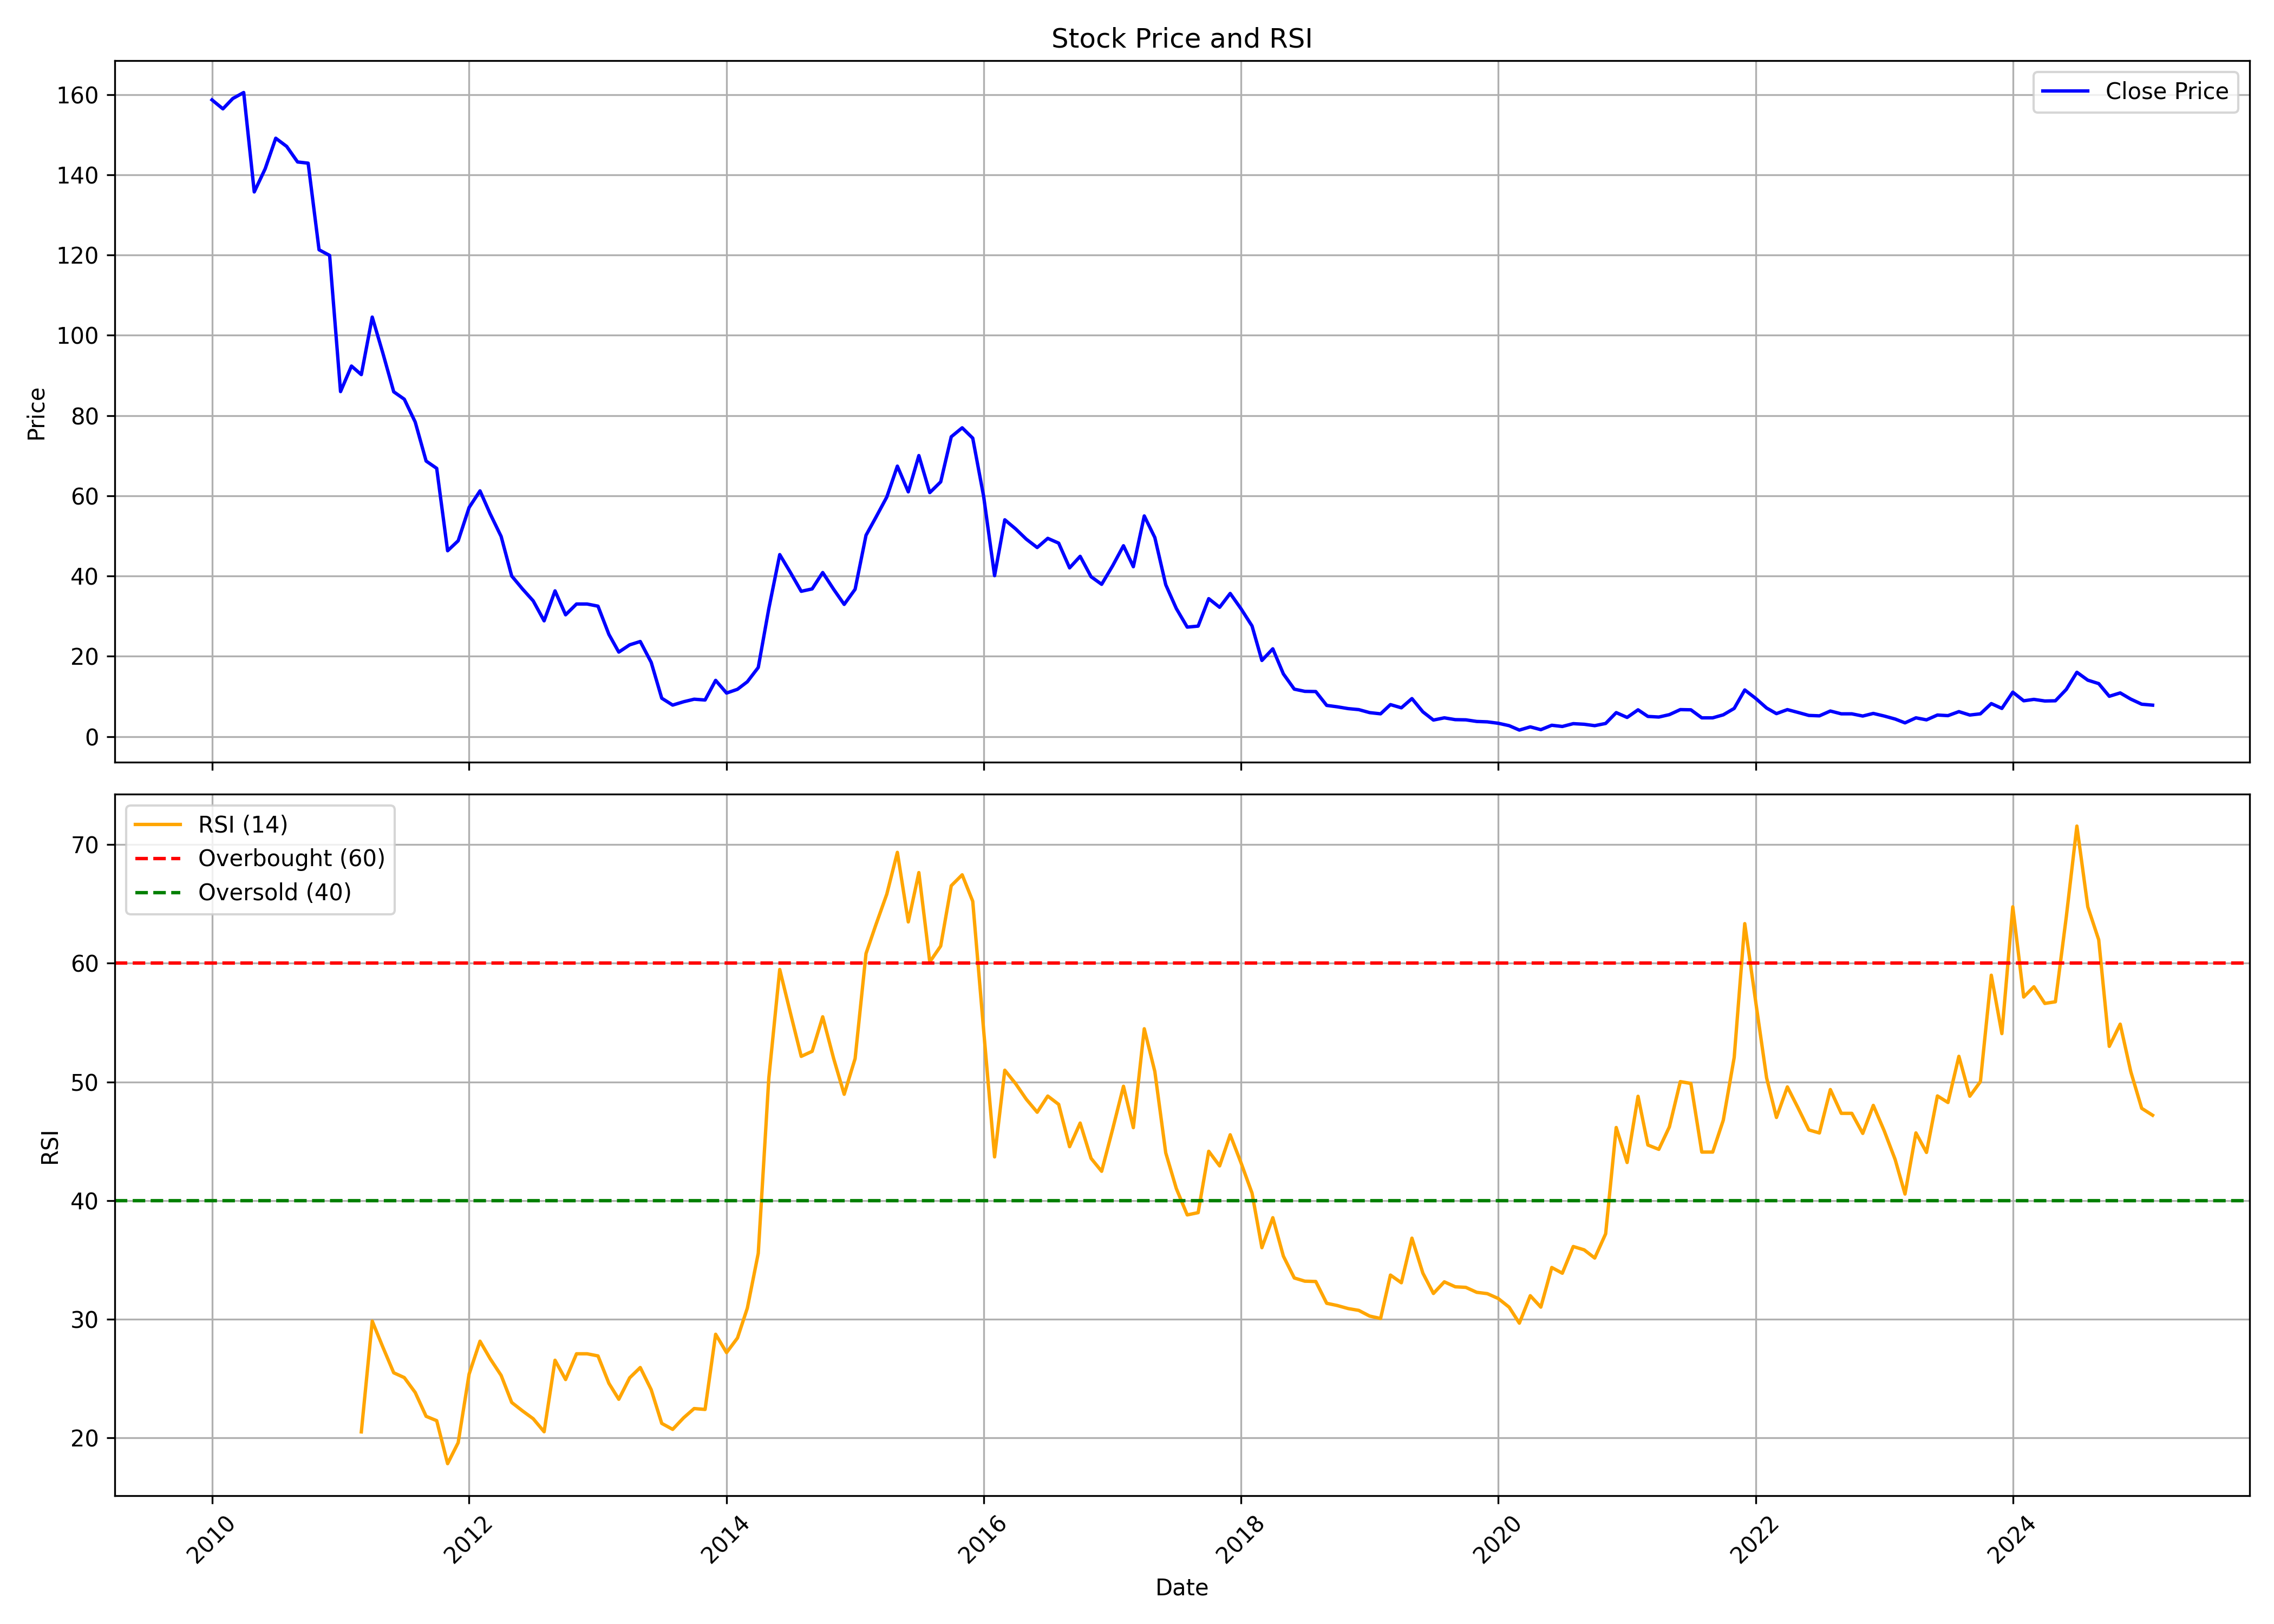 Stock Price and RSI
Close Price
160
140
120
100
80
60
40
20
0
Price
RSI (14)
Overbought (60)
Oversold (40)
70
60
50
40
30
20
RSI
2010
2012
2014
2016
2018
2020
2022
2024
Date